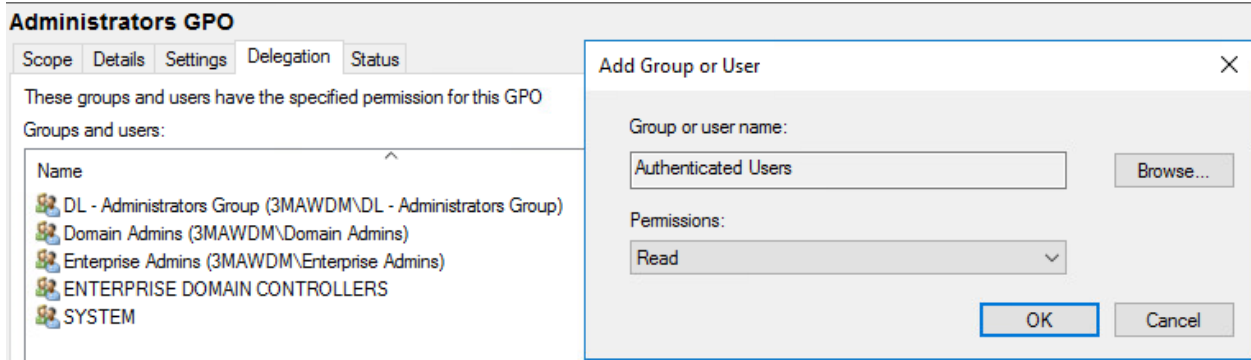 Administrators GPO
Scope Details Settings Delegation Status
These groups and users have the specified permission for this GPO
Groups and users:
Name
DL - Administrators Group (3MAWDM\DL - Administrators Group)
Domain Admins (3MAWDM\Domain Admins)
Enterprise Admins (3MAWDM\Enterprise Admins)
ENTERPRISE DOMAIN CONTROLLERS
SYSTEM
Add Group or User
Group or user name:
Authenticated Users
Browse...
Permissions:
Read
OK Cancel